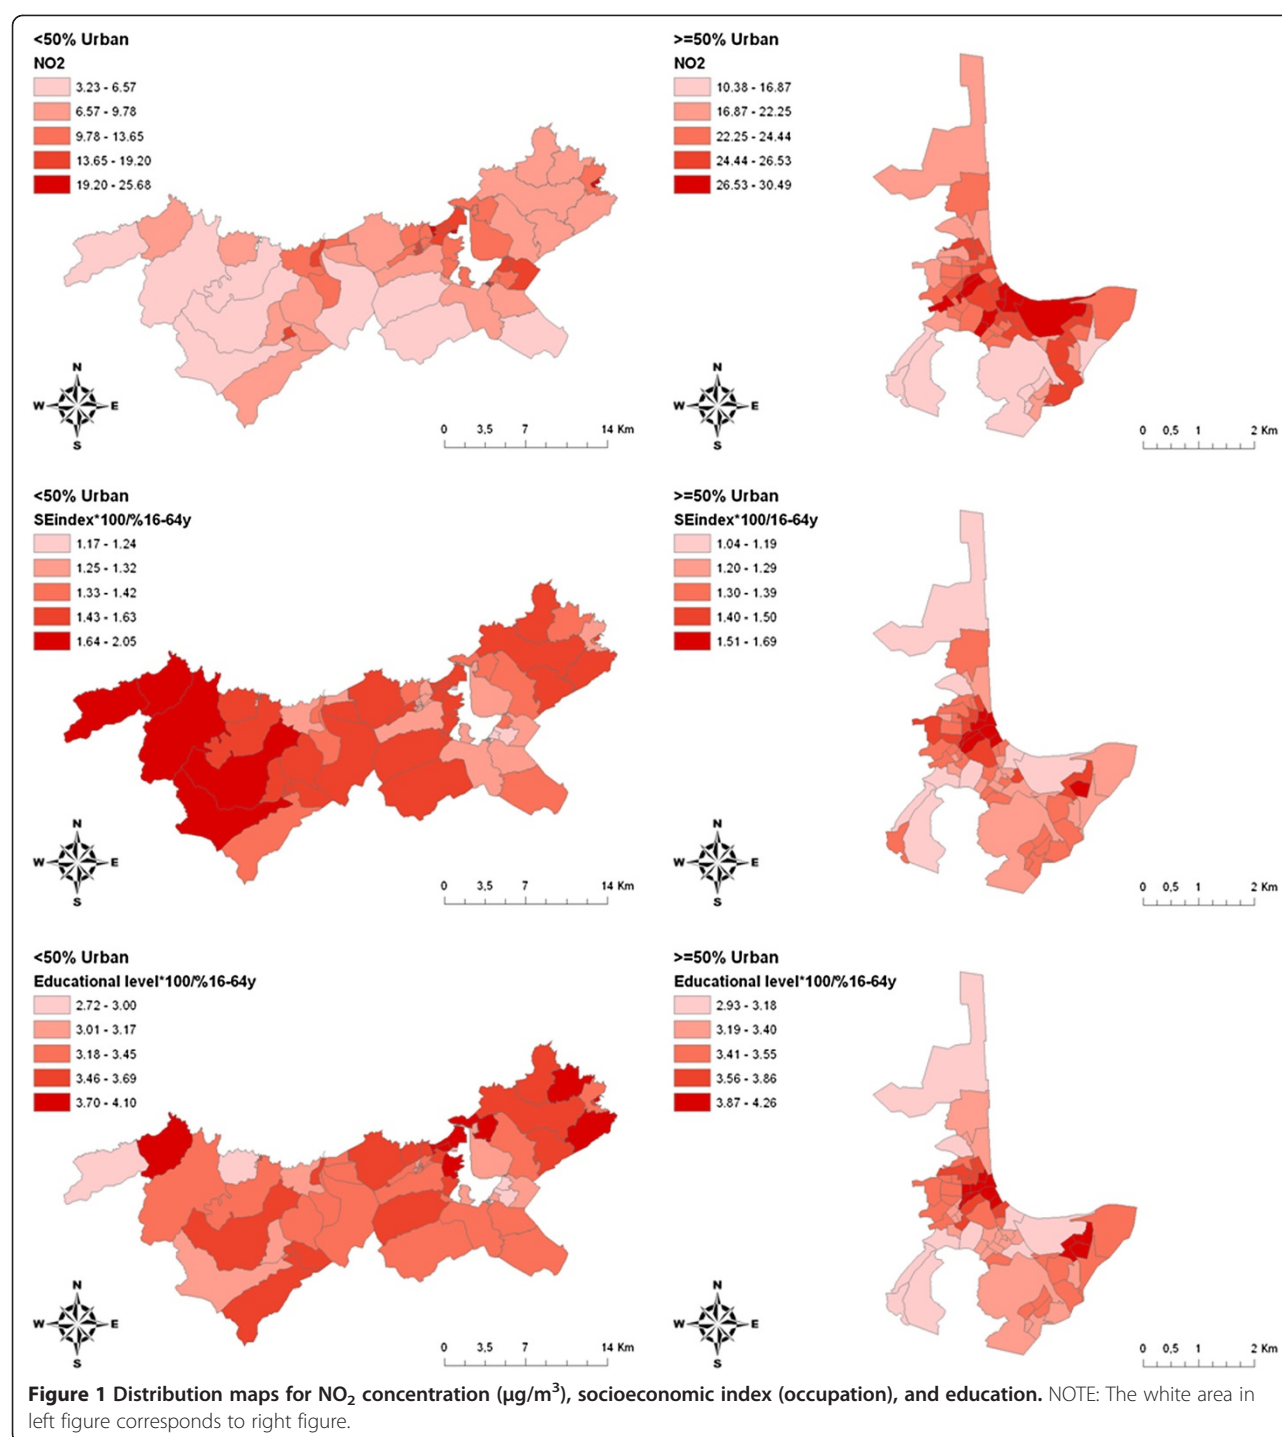 <50% Urban
NO2
3.23 - 6.57
6.57 - 9.78
9.78 - 13.65
13.65 - 19.20
19.20 - 25.68
N
W E
S
0 3,5 7 14 Km
>=50% Urban
NO2
10.38 - 16.87
16.87 - 22.25
22.25 - 24.44
24.44 - 26.53
26.53 - 30.49
N
W E
S
0 0,5 1 2 Km
<50% Urban
SEindex*100/%16-64y
1.17 - 1.24
1.25 - 1.32
1.33 - 1.42
1.43 - 1.63
1.64 - 2.05
N
W E
S
0 3,5 7 14 Km
>=50% Urban
SEindex*100/16-64y
1.04 - 1.19
1.20 - 1.29
1.30 - 1.39
1.40 - 1.50
1.51 - 1.69
N
W E
S
0 0,5 1 2 Km
<50% Urban
Educational level*100/%16-64y
2.72 - 3.00
3.01 - 3.17
3.18 - 3.45
3.46 - 3.69
3.70 - 4.10
N
W E
S
0 3,5 7 14 Km
>=50% Urban
Educational level*100/%16-64y
2.93 - 3.18
3.19 - 3.40
3.41 - 3.55
3.56 - 3.86
3.87 - 4.26
N
W E
S
0 0,5 1 2 Km
Figure 1 Distribution maps for NO₂ concentration (μg/m³), socioeconomic index (occupation), and education. NOTE: The white area in
left figure corresponds to right figure.